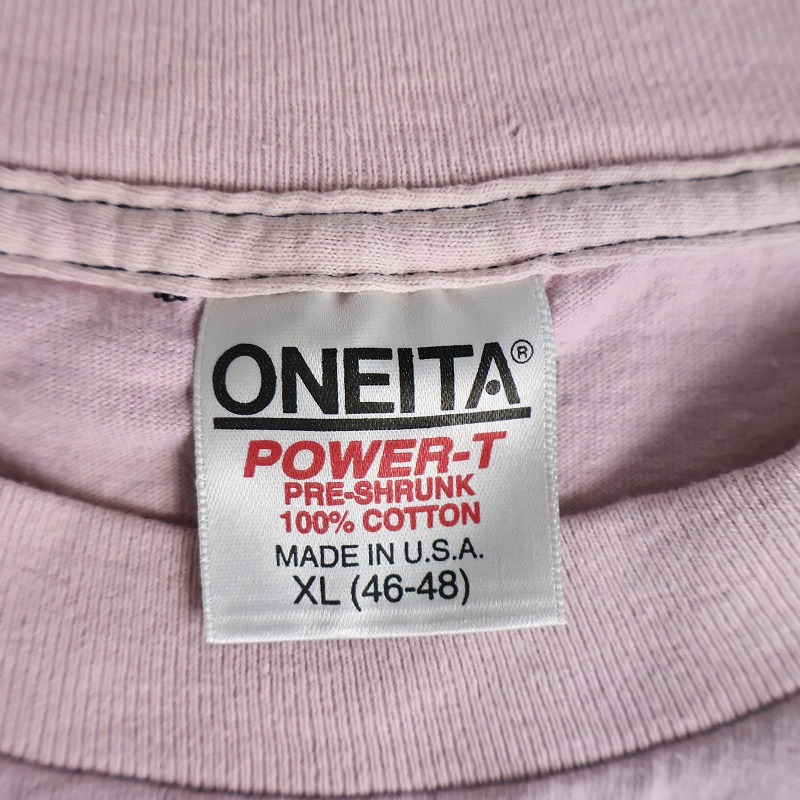 ONEITA®
POWER-T
PRE-SHRUNK
100% COTTON
MADE IN U.S.A.
XL (46-48)